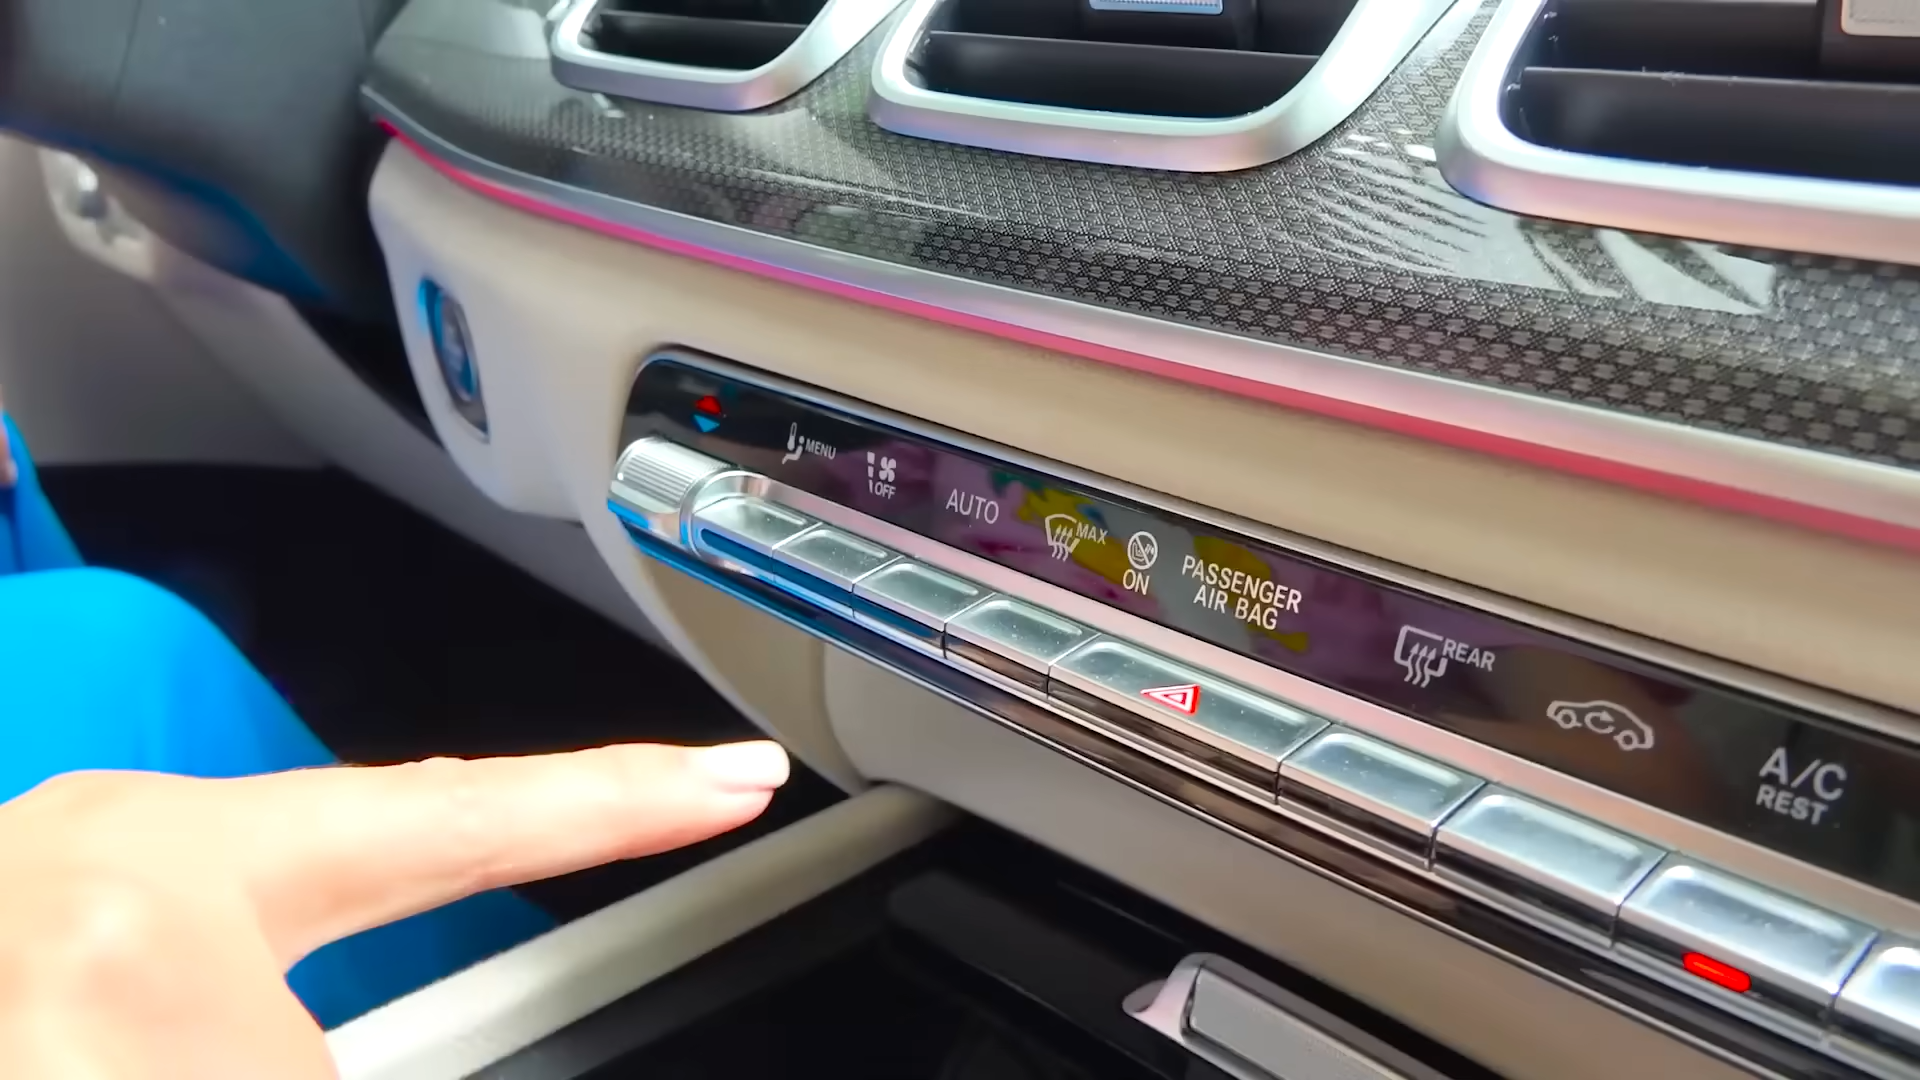 MENU
OFF
AUTO
MAX
ON
PASSENGER
AIR BAG
REAR
A/C
REST